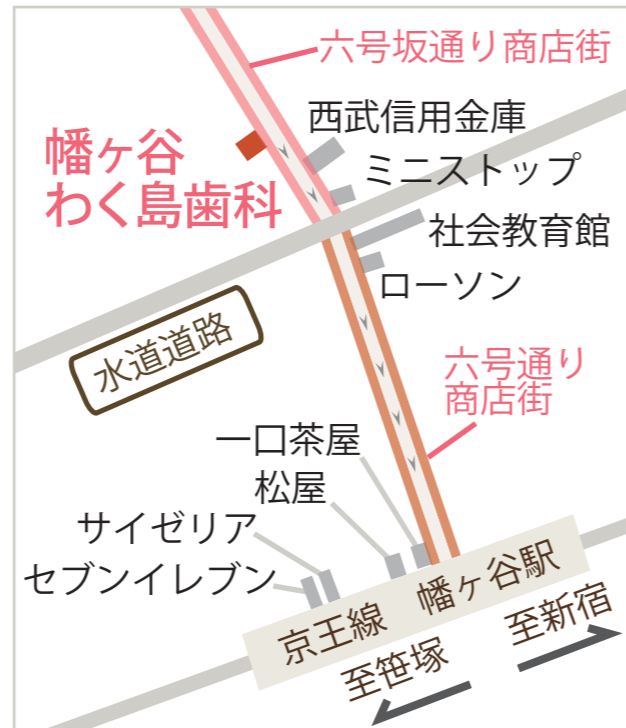 六号坂通り商店街
西武信用金庫
幡ヶ谷
わく島歯科
ミニストップ
社会教育館
ローソン
水道道路
六号通り
商店街
一口茶屋
松屋
サイゼリア
セブンイレブン
京王線 幡ヶ谷駅
至新宿
至笹塚